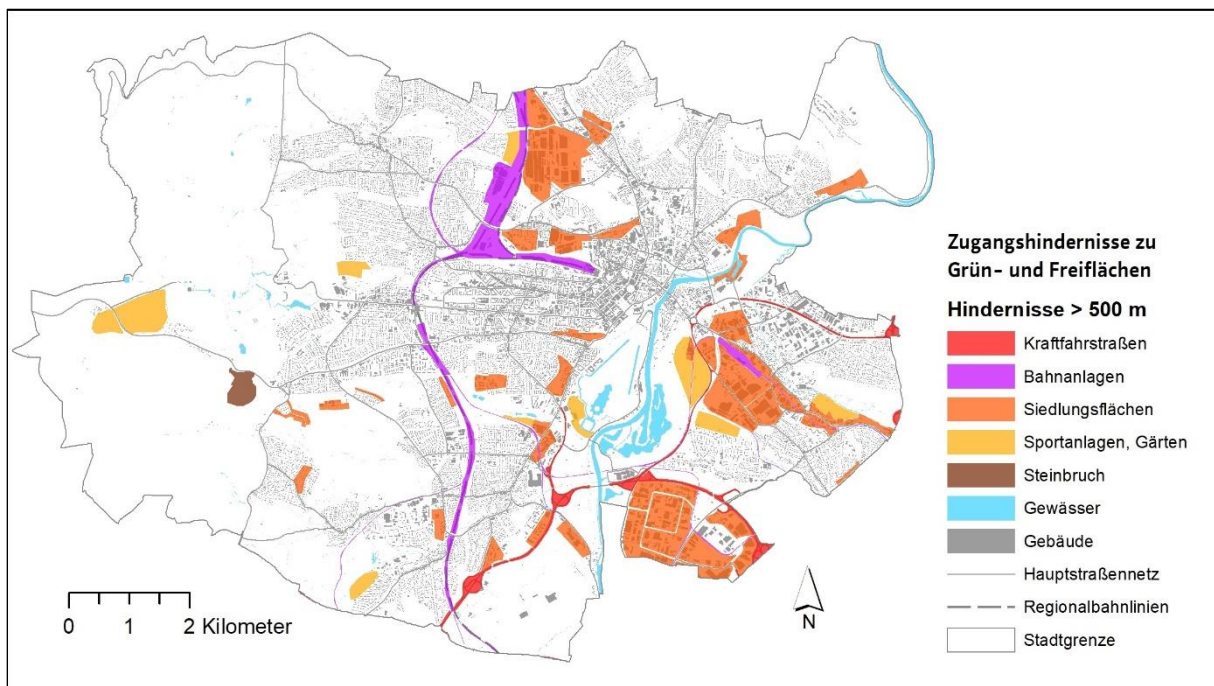 Zugangshindernisse zu
Grün- und Freiflächen
Hindernisse > 500 m
Kraftfahrstraßen
Bahnanlagen
Siedlungsflächen
Sportanlagen, Gärten
Steinbruch
Gewässer
Gebäude
Hauptstraßennetz
Regionalbahnlinien
Stadtgrenze
0 1 2 Kilometer
N